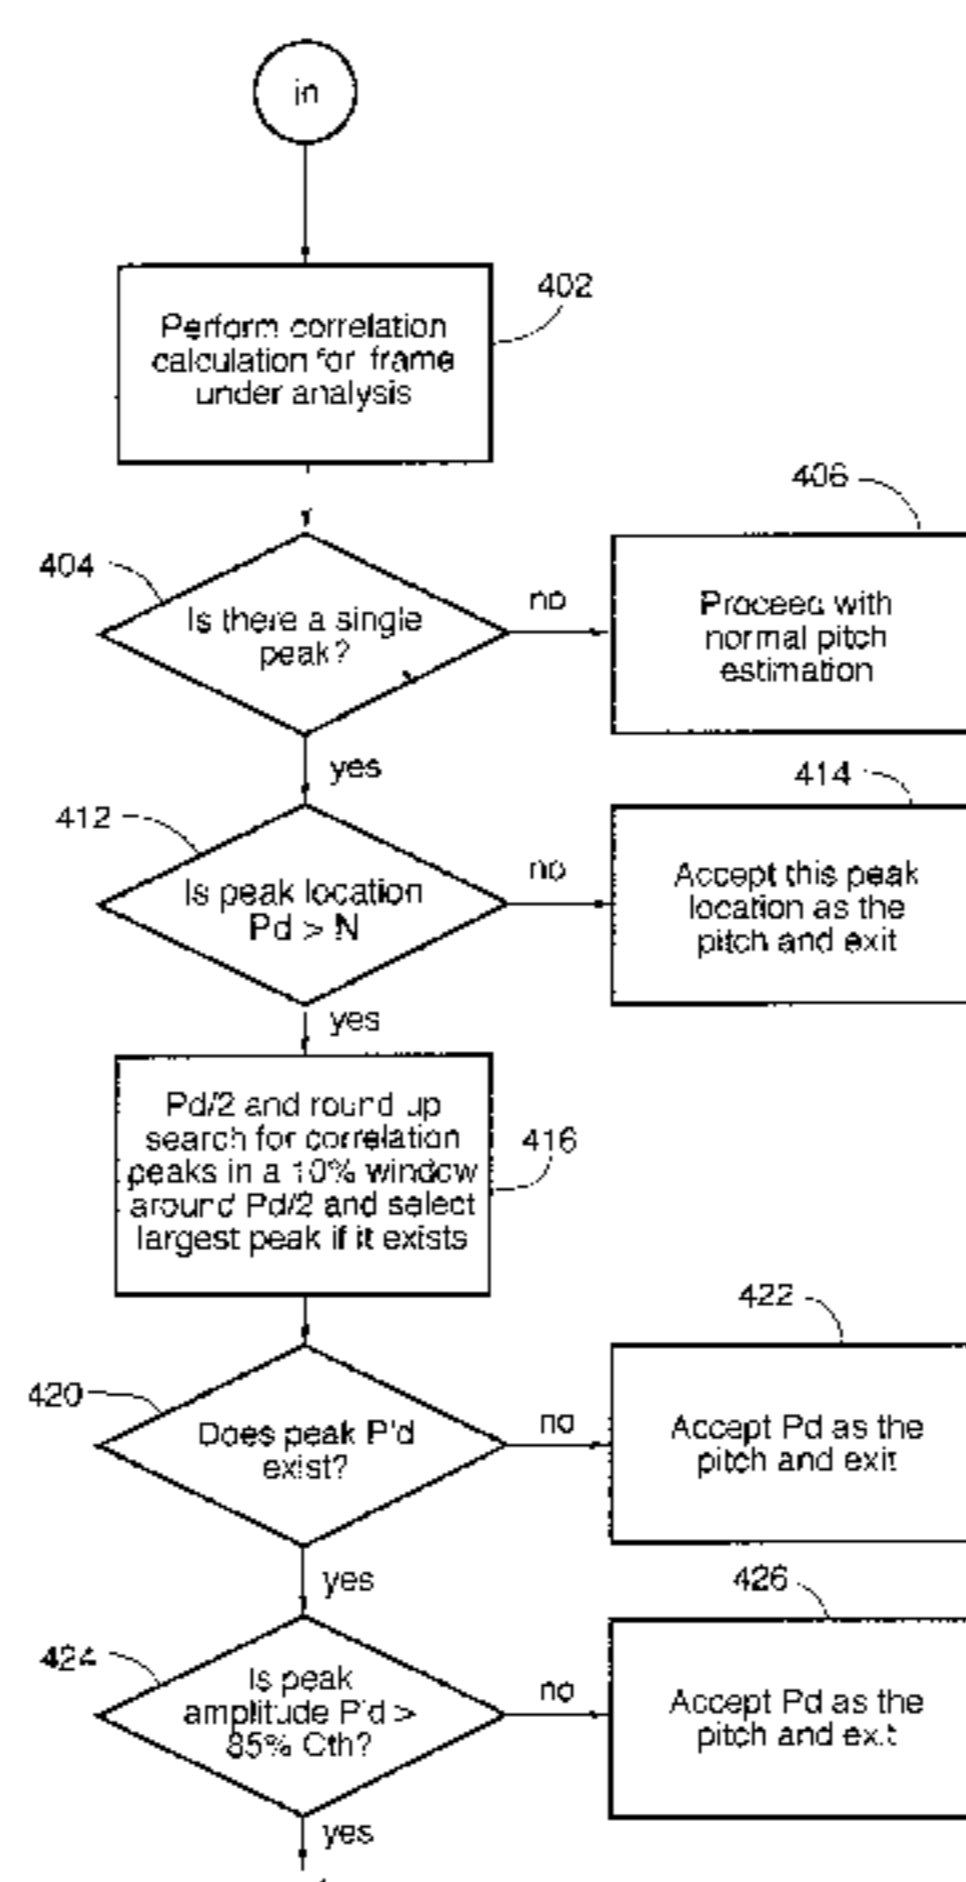 in
402
Perform correlation
calculation for frame
under analysis
406
404
Is there a single
peak?
no
Proceed with
normal pitch
estimation
yes
414
412
Is peak location
Pd > N
no
Accept this peak
location as the
pitch and exit
yes
Pd/2 and round up
search for correlation
peaks in a 10% window
around Pd/2 and select
largest peak if it exists
416
422
420
Does peak P'd
exist?
no
Accept Pd as the
pitch and exit
yes
426
424
Is peak
amplitude P'd >
85% Cth?
no
Accept Pd as the
pitch and exit
yes